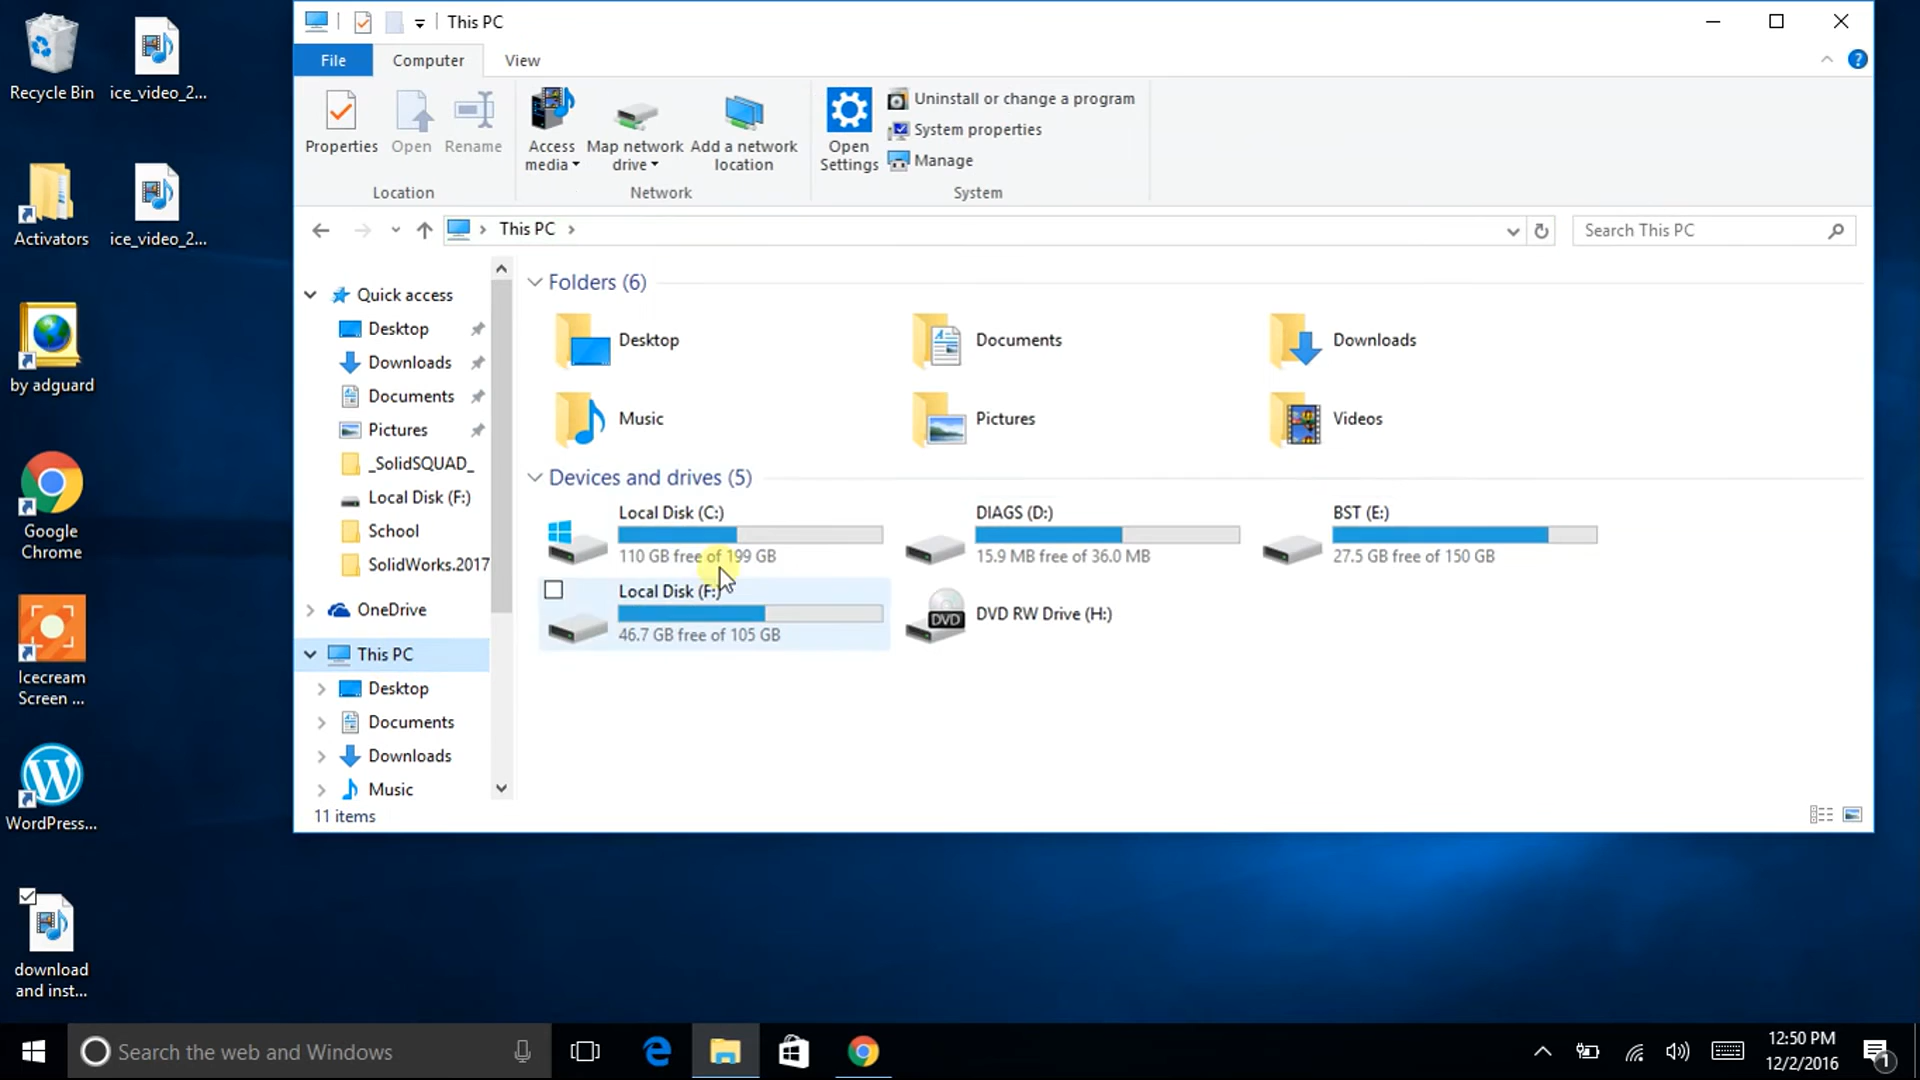 Recycle Bin
ice_video_2...
Activators
ice_video_2...
by adguard
Google
Chrome
Icecream
Screen ...
WordPress...
download
and inst...
This PC
File
Computer
View
Properties
Open
Rename
Access
media
Map network
drive
Add a network
location
Open
Settings
Uninstall or change a program
System properties
Manage
Location
Network
System
This PC
Search This PC
Quick access
Desktop
Downloads
Documents
Pictures
_SolidSQUAD_
Local Disk (F:)
School
SolidWorks.2017
OneDrive
This PC
Desktop
Documents
Downloads
Music
Folders (6)
Desktop
Documents
Downloads
Music
Pictures
Videos
Devices and drives (5)
Local Disk (C:)
110 GB free of 199 GB
DIAGS (D:)
15.9 MB free of 36.0 MB
BST (E:)
27.5 GB free of 150 GB
Local Disk (F:)
46.7 GB free of 105 GB
DVD
DVD RW Drive (H:)
11 items
Search the web and Windows
12:50 PM
12/2/2016
1